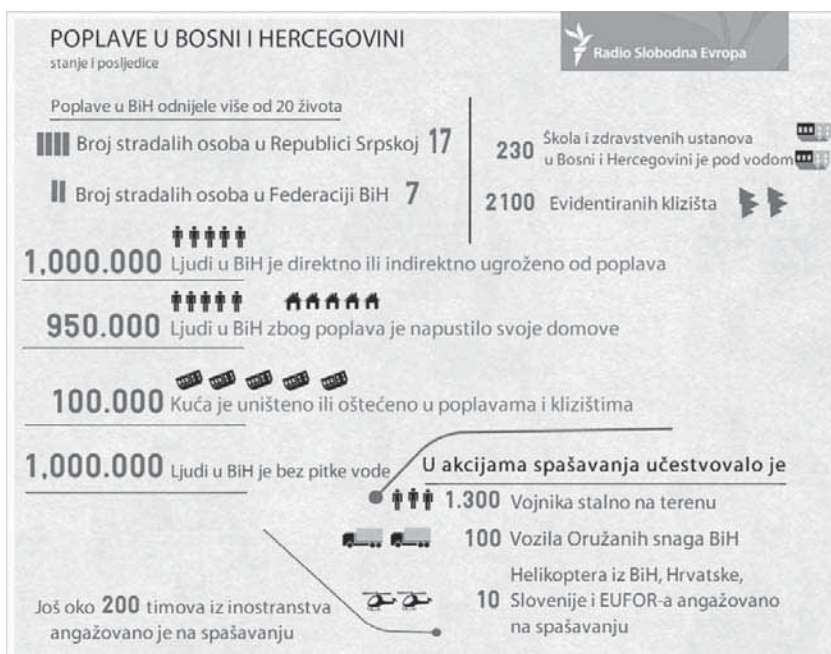 POPLAVE U BOSNI I HERCEGOVINI
stanje i posljedice
Radio Slobodna Evropa
Poplave u BiH odnijele više od 20 života
Broj stradalih osoba u Republici Srpskoj 17
Broj stradalih osoba u Federaciji BiH 7
230 Škola i zdravstvenih ustanova
u Bosni i Hercegovini je pod vodom
2100 Evidentiranih klizišta
1,000.000 Ljudi u BiH je direktno ili indirektno ugroženo od poplava
950.000 Ljudi u BiH zbog poplava je napustilo svoje domove
100.000 Kuća je uništeno ili oštećeno u poplavama i klizištima
1,000.000 Ljudi u BiH je bez pitke vode
U akcijama spašavanja učestvovalo je
1.300 Vojnika stalno na terenu
100 Vozila Oružanih snaga BiH
10 Helikoptera iz BiH, Hrvatske,
Slovenije i EUFOR-a angažovano
na spašavanju
Još oko 200 timova iz inostranstva
angažovano je na spašavanju